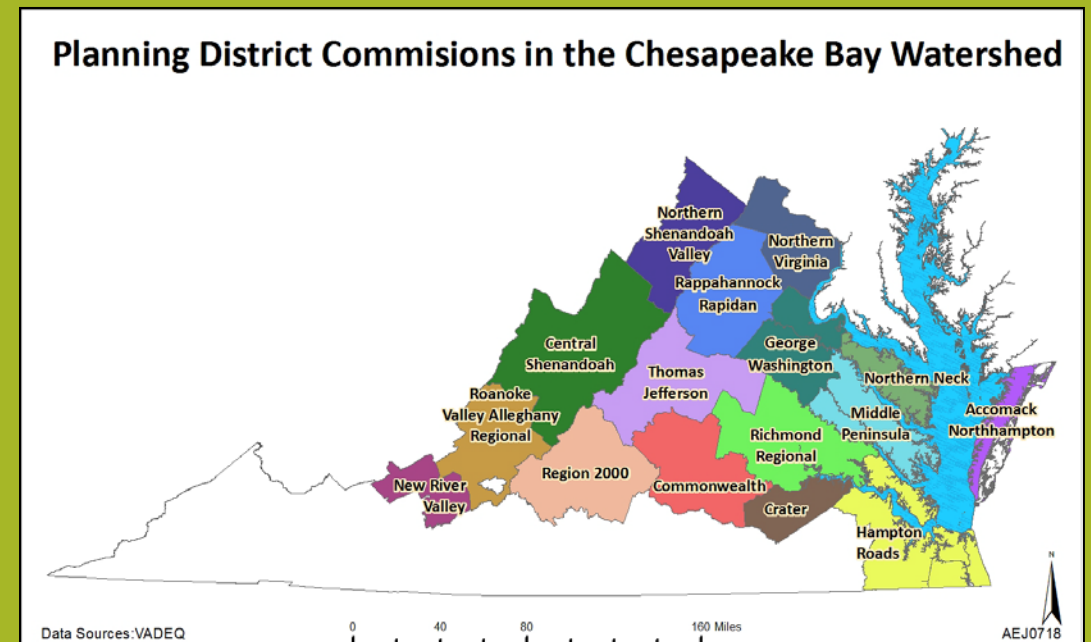 Planning District Commisions in the Chesapeake Bay Watershed
Northern
Shenandoah
Valley
Northern
Virginia
Rappahannock
Rapidan
Central
Shenandoah
George
Washington
Thomas
Jefferson
Northern Neck
Roanoke
Valley Alleghany
Regional
Middle
Peninsula
Accomack
Northhampton
Richmond
Regional
Region 2000
New River
Valley
Commonwealth
Crater
Hampton
Roads
N
Data Sources:VADEQ
0 40 80 160 Miles
AEJ0718